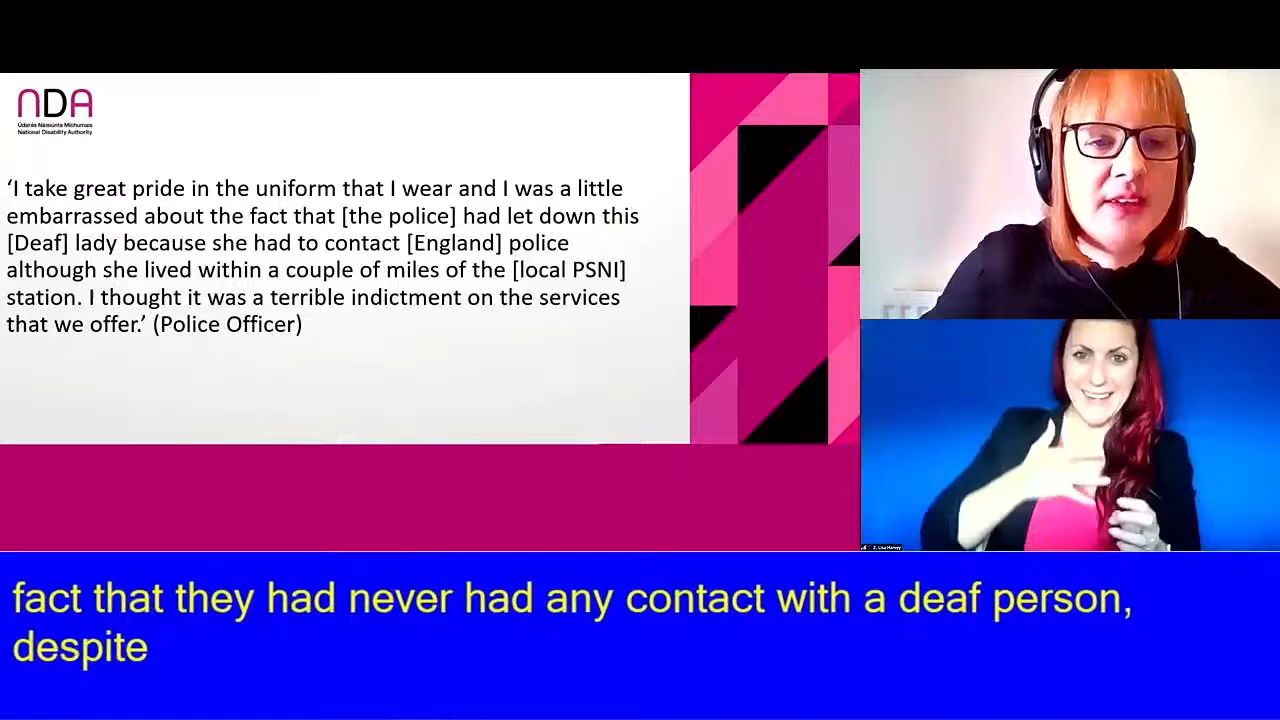 NDA
Údarás Náisiúnta Míchumais
National Disability Authority
‘I take great pride in the uniform that I wear and I was a little
embarrassed about the fact that [the police] had let down this
[Deaf] lady because she had to contact [England] police
although she lived within a couple of miles of the [local PSNI]
station. I thought it was a terrible indictment on the services
that we offer.’ (Police Officer)
Lisa Harvey
fact that they had never had any contact with a deaf person,
despite